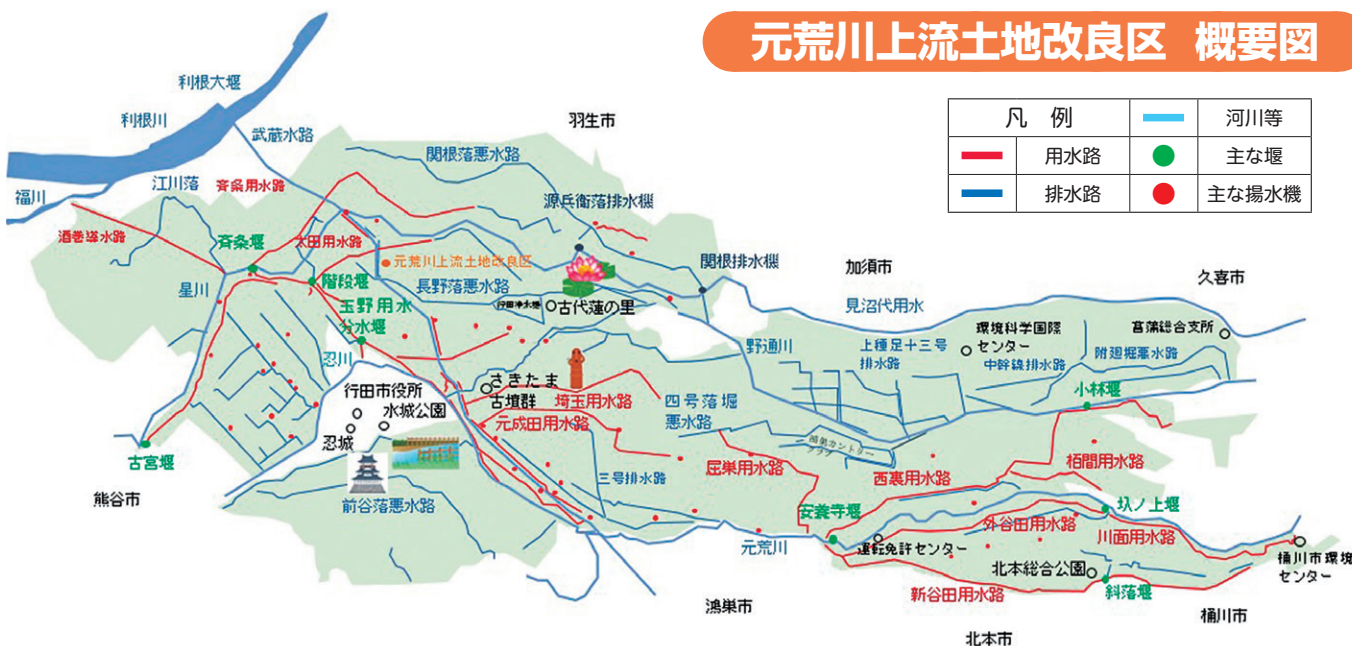 元荒川上流土地改良区 概要図
凡 例
河川等
用水路
主な堰
排水路
主な揚水機
利根大堰
利根川
武蔵水路
羽生市
関根落悪水路
福川
江川落
斉条用水路
源兵衛落排水機
酒巻導水路
斉条堰
太田用水路
元荒川上流土地改良区
関根排水機
加須市
久喜市
星川
階段堰
長野落悪水路
行田浄水場
古代蓮の里
見沼代用水
玉野用水
分水堰
環境科学国際
センター
菖蒲総合支所
忍川
野通川
上種足十三号
排水路
中幹線排水路
附廻堀悪水路
行田市役所
水城公園
さきたま
古墳群
埼玉用水路
四号落堀
悪水路
小林堰
忍城
元成田用水路
鴻巣カントリー
クラブ
古宮堰
屈巣用水路
西裏用水路
栢間用水路
熊谷市
前谷落悪水路
三号排水路
安養寺堰
圦ノ上堰
外谷田用水路
川面用水路
元荒川
運転免許センター
桶川市環境
センター
北本総合公園
新谷田用水路
斜落堰
鴻巣市
桶川市
北本市